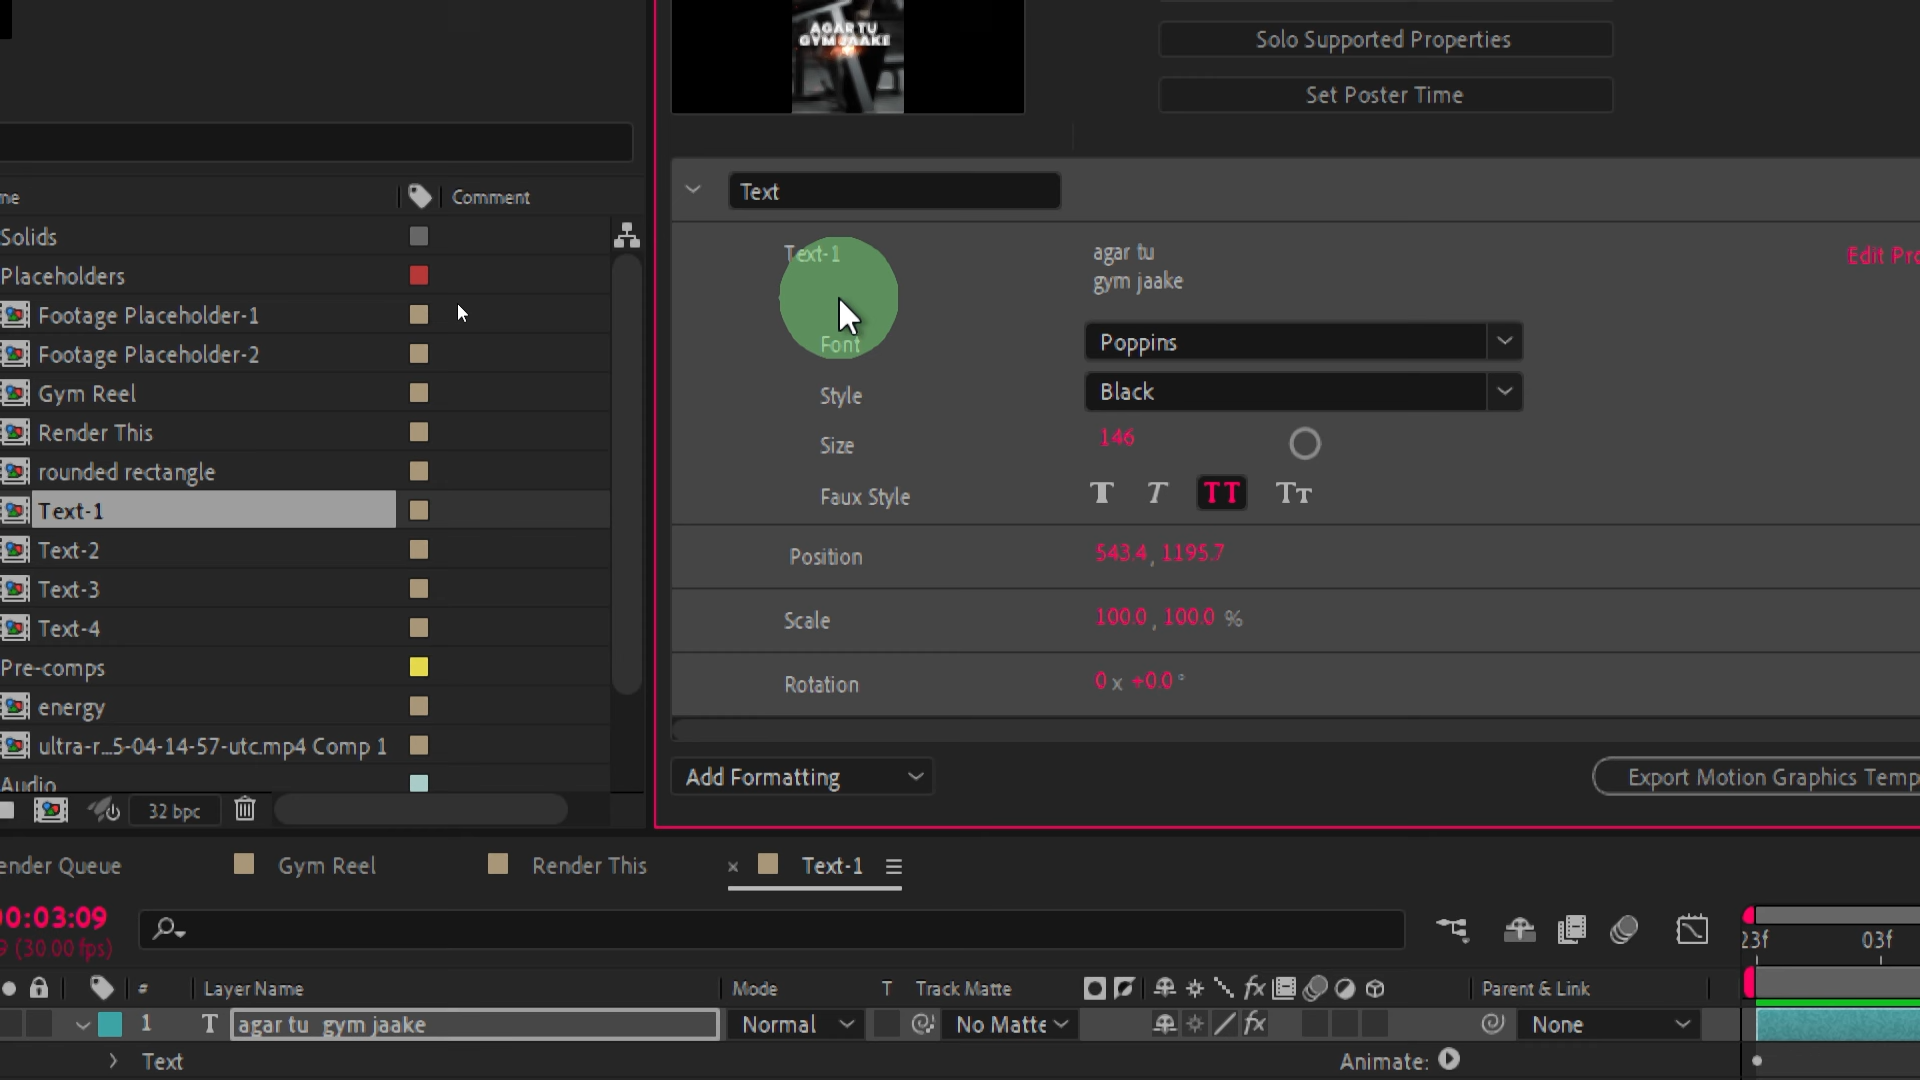 AGAR TU
GYM JAAKE
Solo Supported Properties
Set Poster Time
me
Comment
Solids
Placeholders
Footage Placeholder-1
Footage Placeholder-2
Gym Reel
Render This
rounded rectangle
Text-1
Text-2
Text-3
Text-4
Pre-comps
energy
ultra-r...5-04-14-57-utc.mp4 Comp 1
Audio
32 bpc
Text
Text-1
agar tu
gym jaake
Edit Pro
Font
Poppins
Style
Black
Size
146
Faux Style
T T TT Tт
Position
543.4, 1195.7
Scale
100.0, 100.0 %
Rotation
0 x +0.0 °
Add Formatting
Export Motion Graphics Temp
ender Queue
Gym Reel
Render This
× Text-1
00:03:09
9 (30.00 fps)
23f
03f
#
Layer Name
Mode
T
Track Matte
fx
Parent & Link
1
T
agar tu gym jaake
Normal
No Matte
fx
None
Text
Animate: